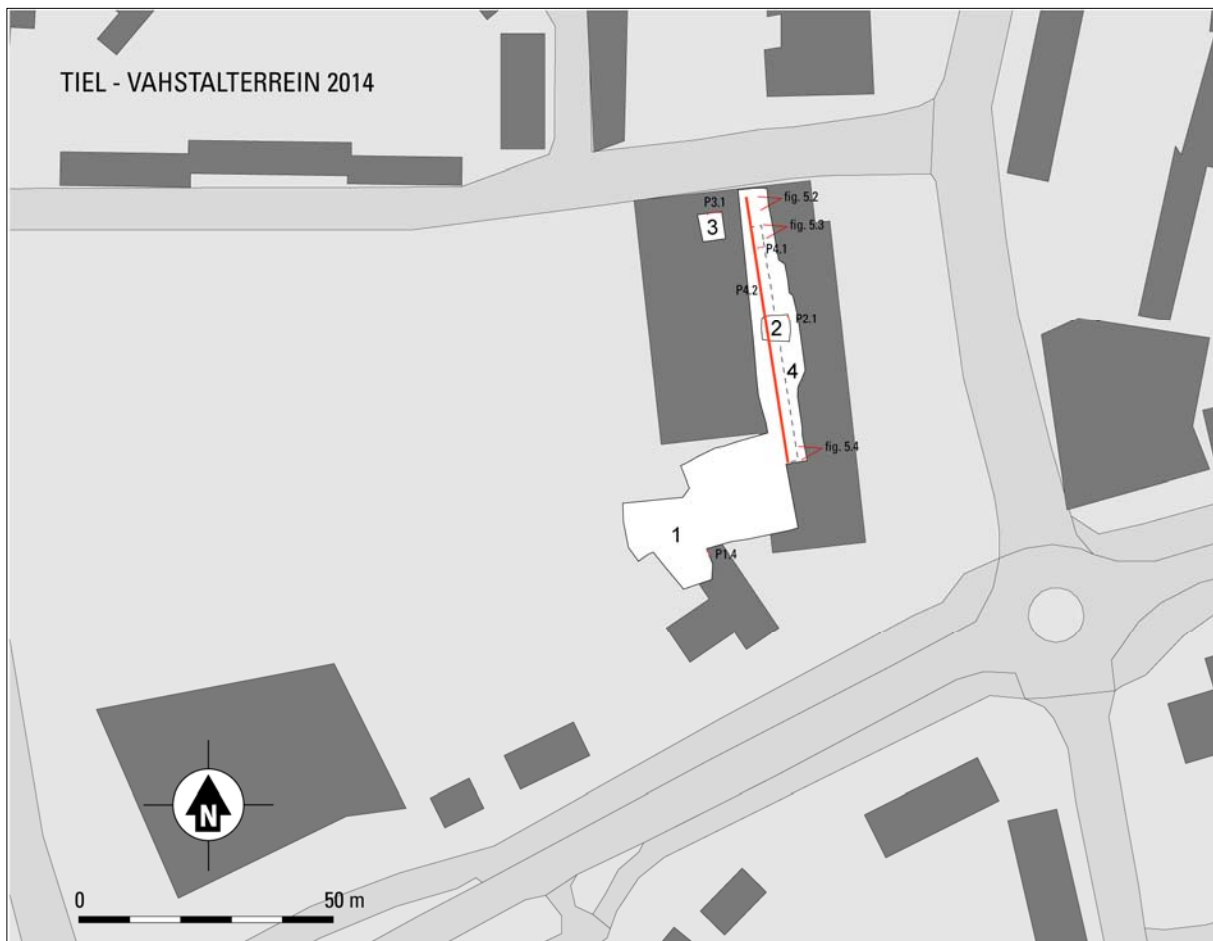 TIEL - VAHSTALTERREIN 2014
P3.1
fig. 5.2
3
fig. 5.3
P4.1
P4.2
P2.1
2
4
fig. 5.4
1
P1.4
N
0 50 m